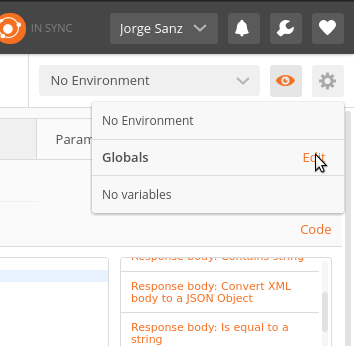 IN SYNC
Jorge Sanz
No Environment
No Environment
Param
Globals
Edit
No variables
Code
Response body: Contains string
Response body: Convert XML
body to a JSON Object
Response body: Is equal to a
string